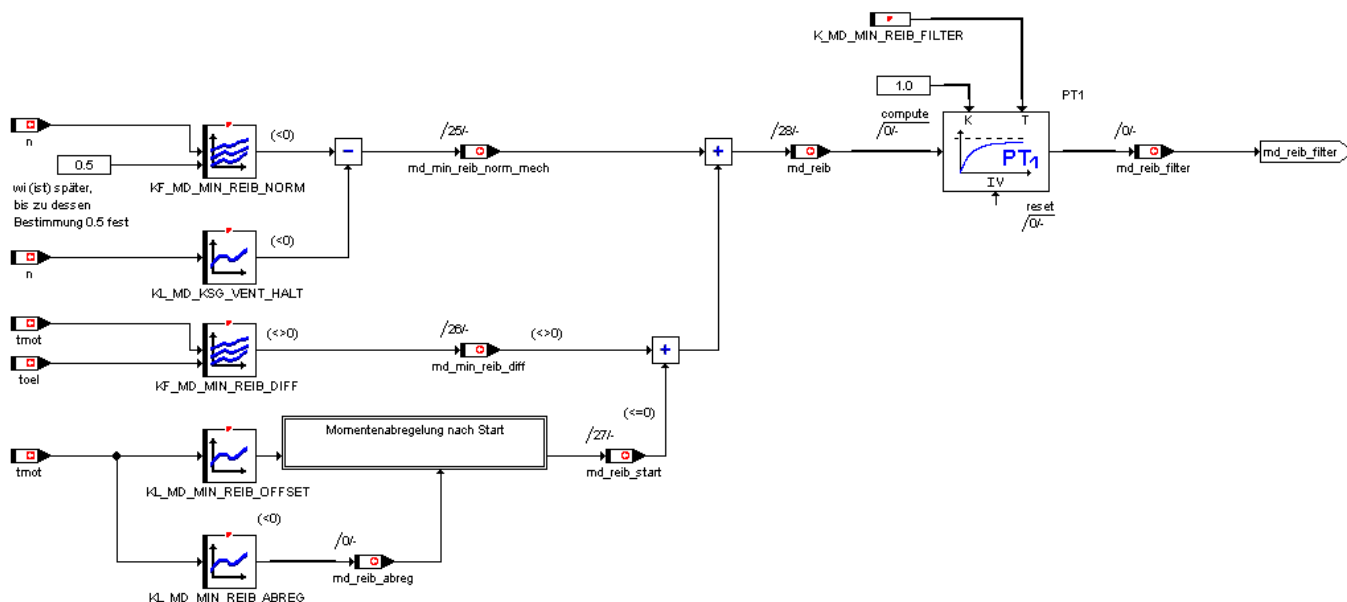 K_MD_MIN_REIB_FILTER
1.0
PT1
compute
/0/-
K
T
PT1
IV
reset
/0/-
/0/-
md_reib_filter
md_reib_filter
n
0.5
wi (ist) später,
bis zu dessen
Bestimmung 0.5 fest
(<0)
KF_MD_MIN_REIB_NORM
-
/25/-
md_min_reib_norm_mech
+
/28/-
md_reib
n
(<0)
KL_MD_KSG_VENT_HALT
tmot
toel
(<>0)
KF_MD_MIN_REIB_DIFF
/26/-
md_min_reib_diff
(<>0)
+
(<=0)
tmot
KL_MD_MIN_REIB_OFFSET
Momentenabregelung nach Start
/27/-
md_reib_start
(<0)
KL_MD_MIN_REIB_ABREG
/0/-
md_reib_abreg